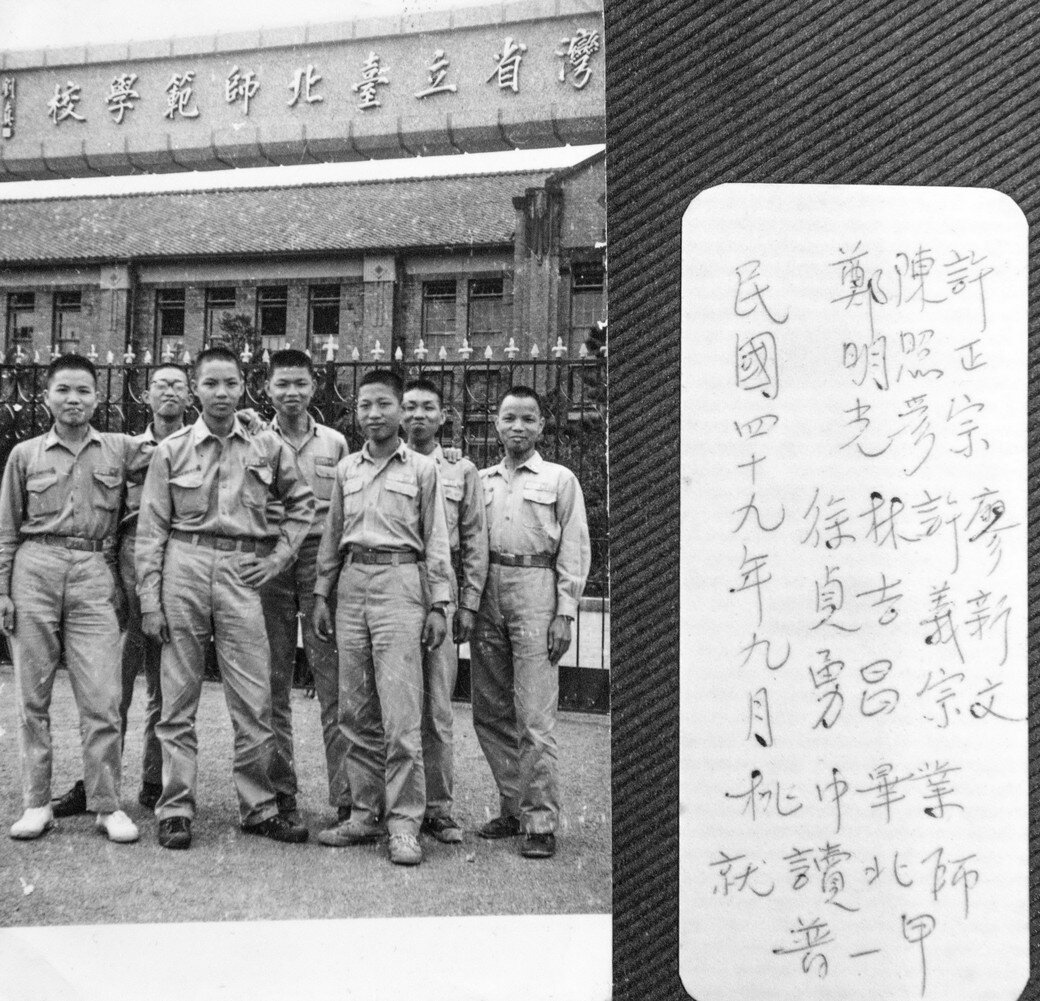 灣省立臺北師範學校
劉真
許正宗 廖新文
陳照彥 許義宗
鄭明光 林吉昌
徐貞勇
民國四十九年九月
桃中畢業
就讀北師
普一甲